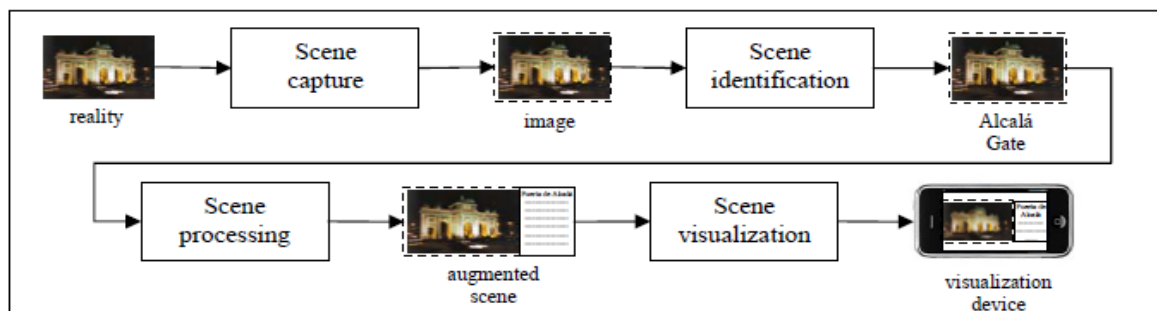 Scene
capture
Scene
identification
reality
image
Alcalá
Gate
Scene
processing
Puerta de Alcalá
Scene
visualization
Puerta de
Alcalá
augmented
scene
visualization
device